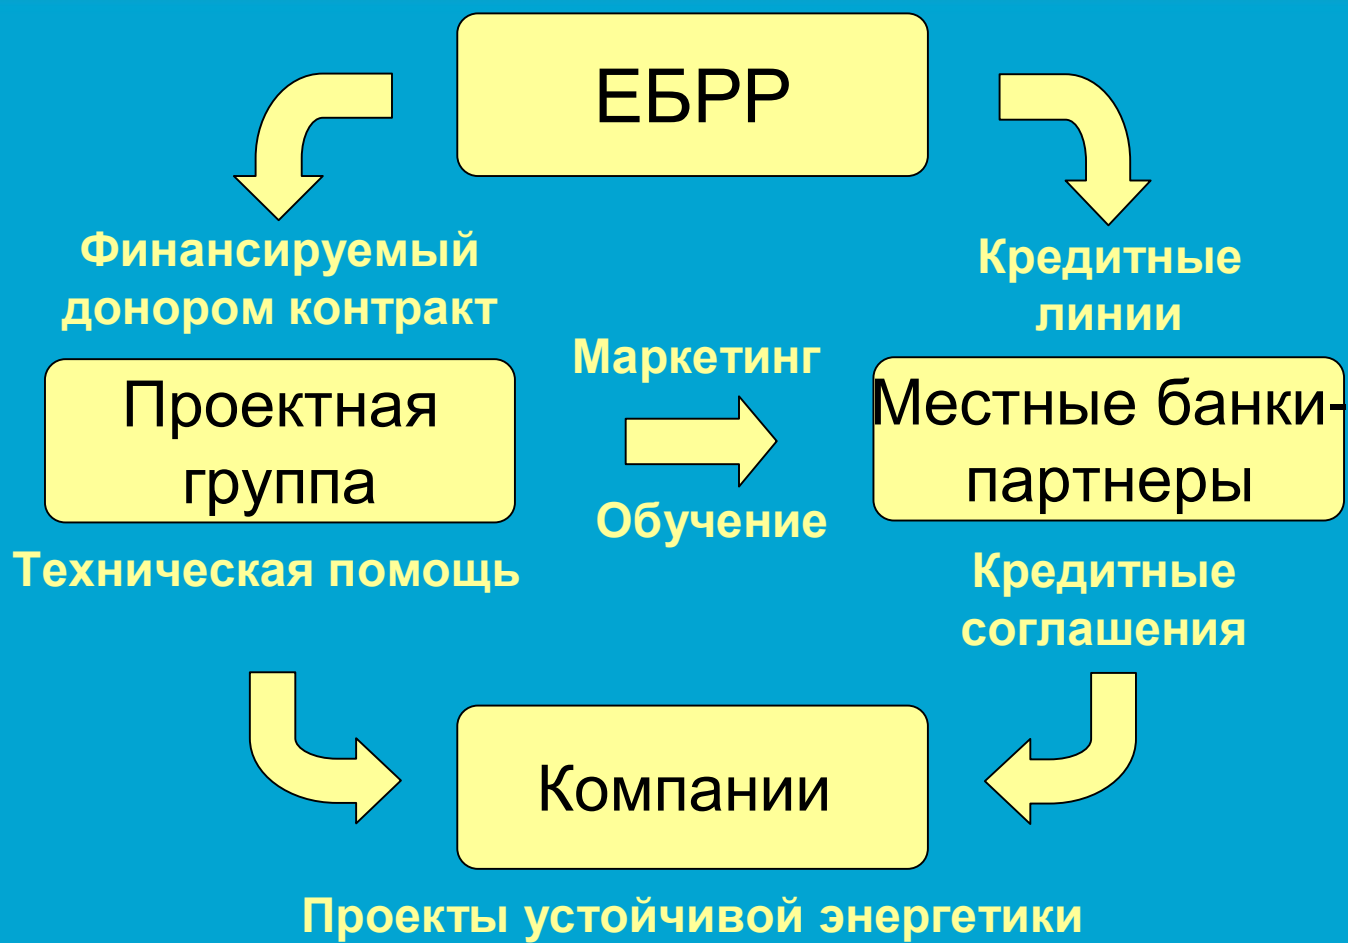 ЕБРР
Финансируемый
донором контракт
Кредитные
линии
Проектная
группа
Маркетинг
Обучение
Местные банки-
партнеры
Техническая помощь
Кредитные
соглашения
Компании
Проекты устойчивой энергетики